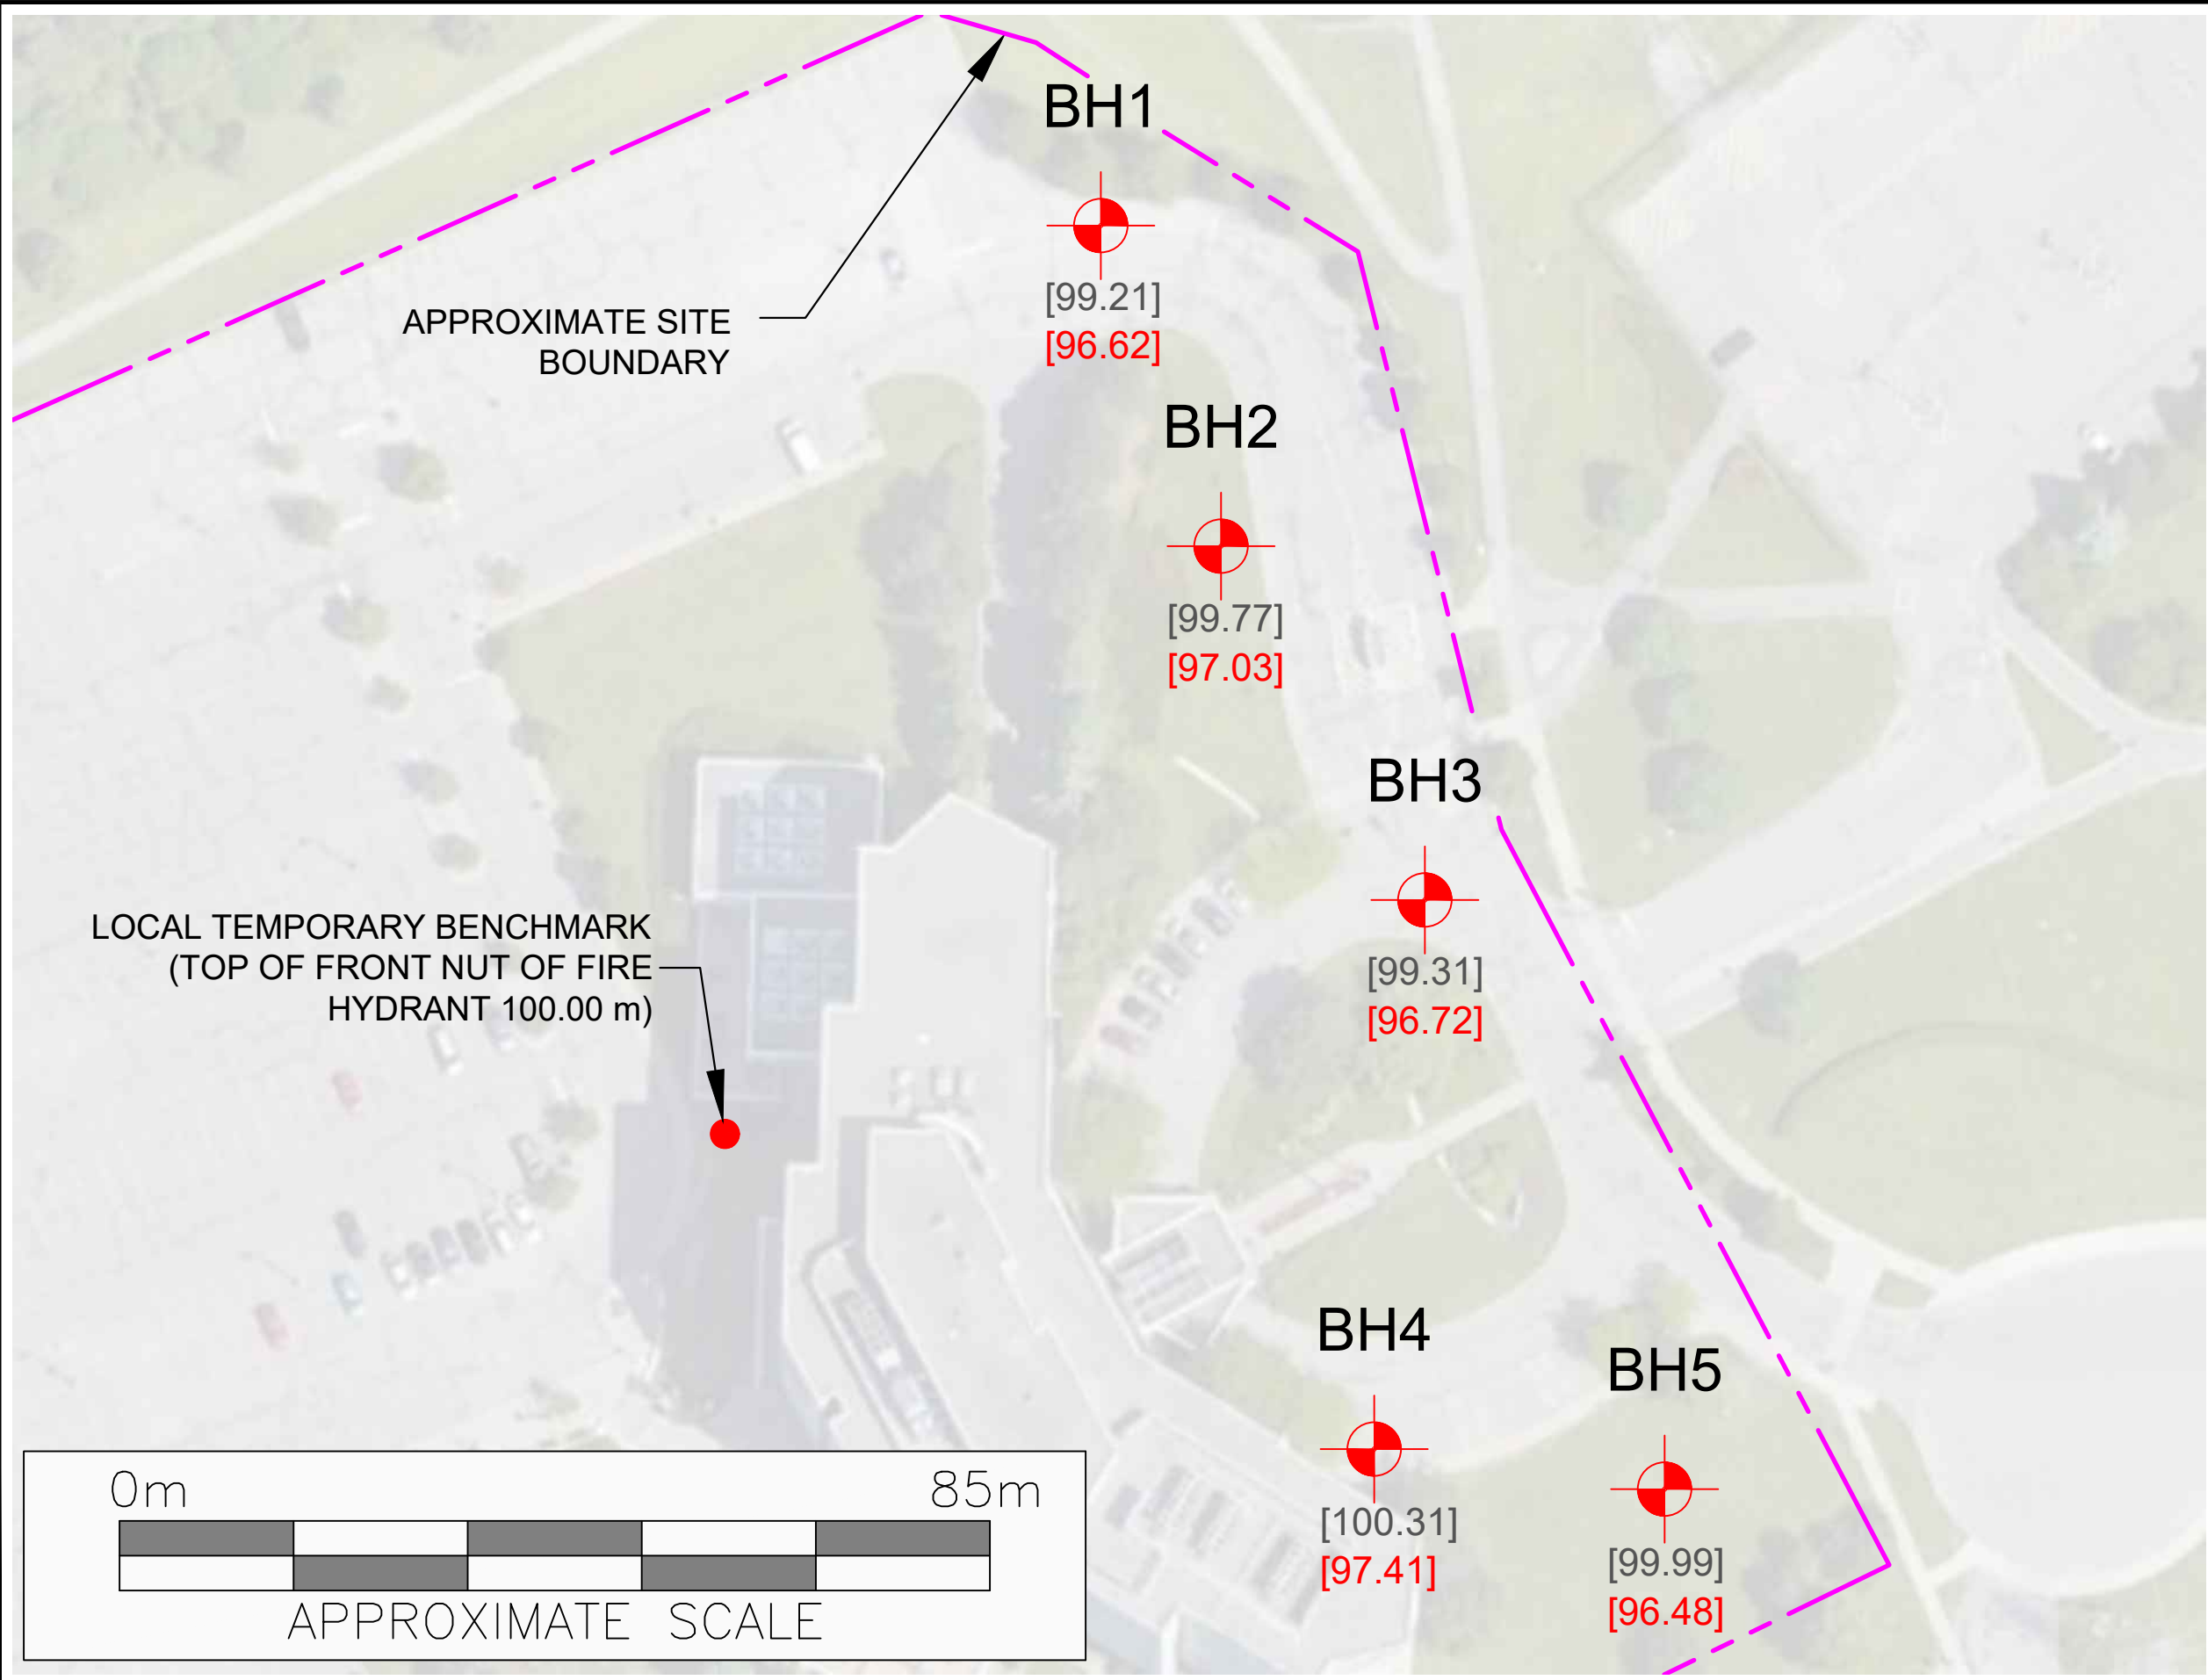 BH1
[99.21]
[96.62]
APPROXIMATE SITE
BOUNDARY
BH2
[99.77]
[97.03]
BH3
[99.31]
[96.72]
LOCAL TEMPORARY BENCHMARK
(TOP OF FRONT NUT OF FIRE
HYDRANT 100.00 m)
BH4
[100.31]
[97.41]
BH5
[99.99]
[96.48]
0m 85m
APPROXIMATE SCALE